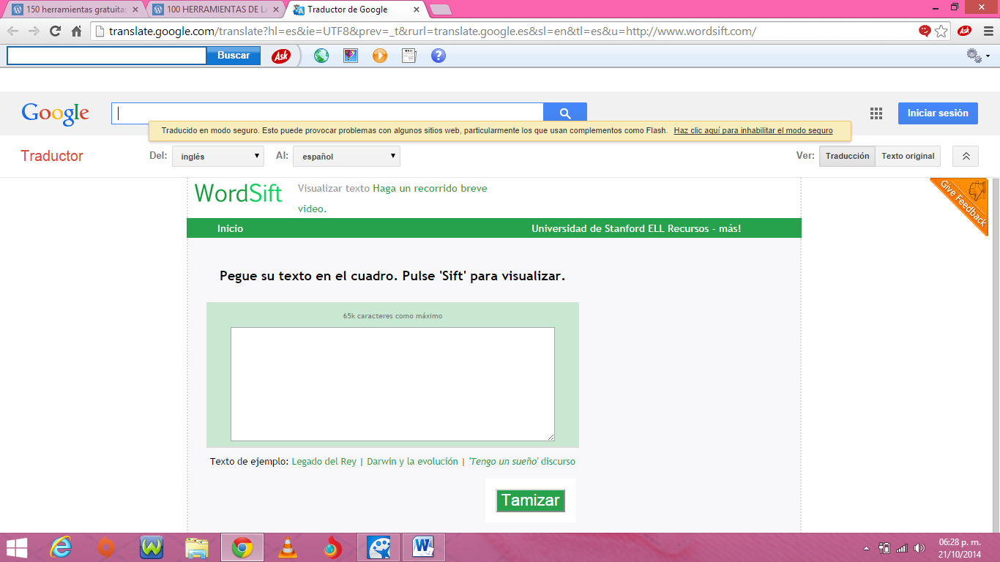 150 herramientas gratuitas
100 HERRAMIENTAS DE LA
Traductor de Google
translate.google.com/translate?hl=es&ie=UTF8&prev=_t&rurl=translate.google.es&sl=en&tl=es&u=http://www.wordsift.com/
Ask
Buscar
Ask
Google
Iniciar sesión
Traducido en modo seguro. Esto puede provocar problemas con algunos sitios web, particularmente los que usan complementos como Flash. Haz clic aquí para inhabilitar el modo seguro
Traductor
Del: inglés
Al: español
Ver: Traducción Texto original
WordSift
Visualizar texto Haga un recorrido breve
video.
Give Feedback
Inicio
Universidad de Stanford ELL Recursos - más!
Pegue su texto en el cuadro. Pulse 'Sift' para visualizar.
65k caracteres como máximo
Texto de ejemplo: Legado del Rey | Darwin y la evolución | 'Tengo un sueño' discurso
Tamizar
06:28 p. m.
21/10/2014